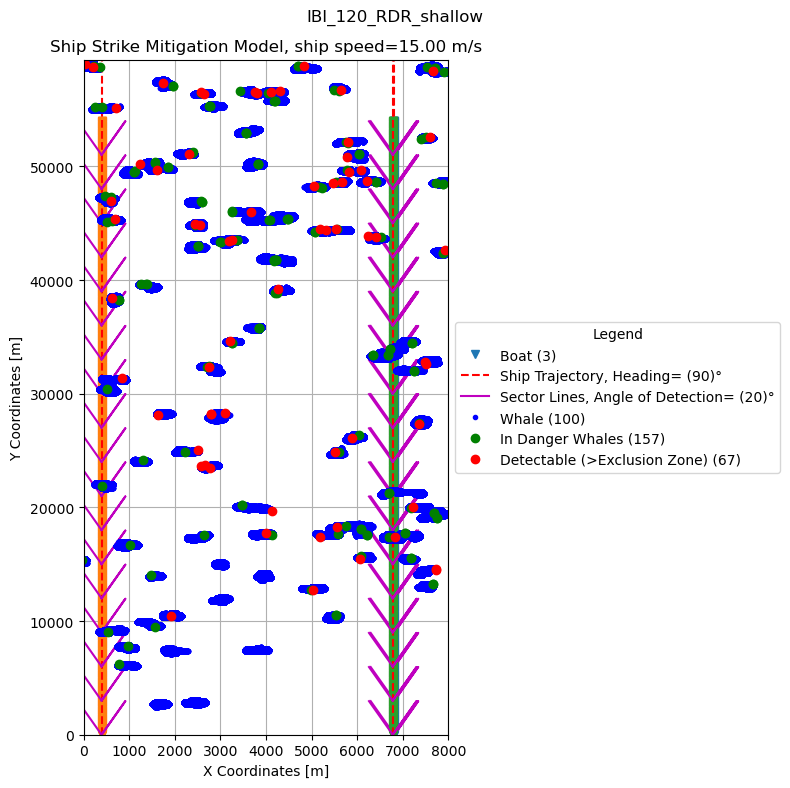 IBI_120_RDR_shallow
Ship Strike Mitigation Model, ship speed=15.00 m/s
50000
40000
30000
20000
10000
0
Y Coordinates [m]
0 1000 2000 3000 4000 5000 6000 7000 8000
X Coordinates [m]
Legend
Boat (3)
Ship Trajectory, Heading= (90)°
Sector Lines, Angle of Detection= (20)°
Whale (100)
In Danger Whales (157)
Detectable (>Exclusion Zone) (67)